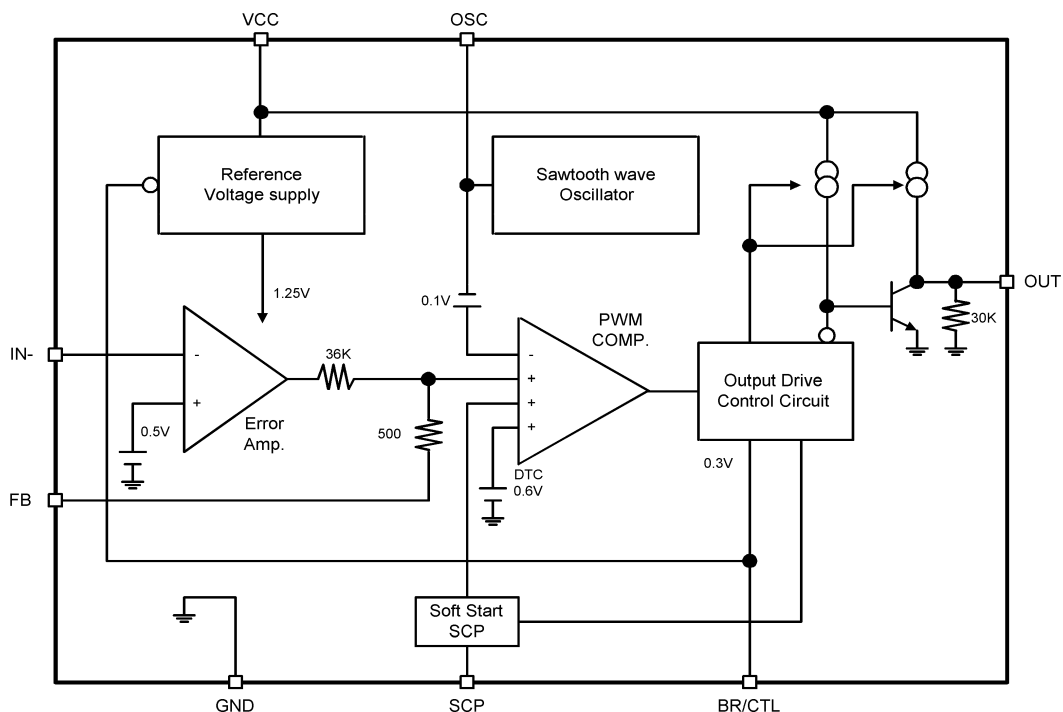 VCC
OSC
Reference
Voltage supply
Sawtooth wave
Oscillator
1.25V
0.1V
OUT
30K
PWM
COMP.
IN-
-
+
36K
-
+
+
+
Output Drive
Control Circuit
Error
Amp.
0.5V
500
0.3V
DTC
0.6V
FB
Soft Start
SCP
GND
SCP
BR/CTL